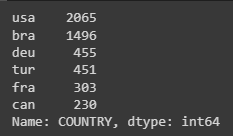 usa    2065
bra    1496
deu     455
tur     451
fra     303
can     230
Name: COUNTRY, dtype: int64